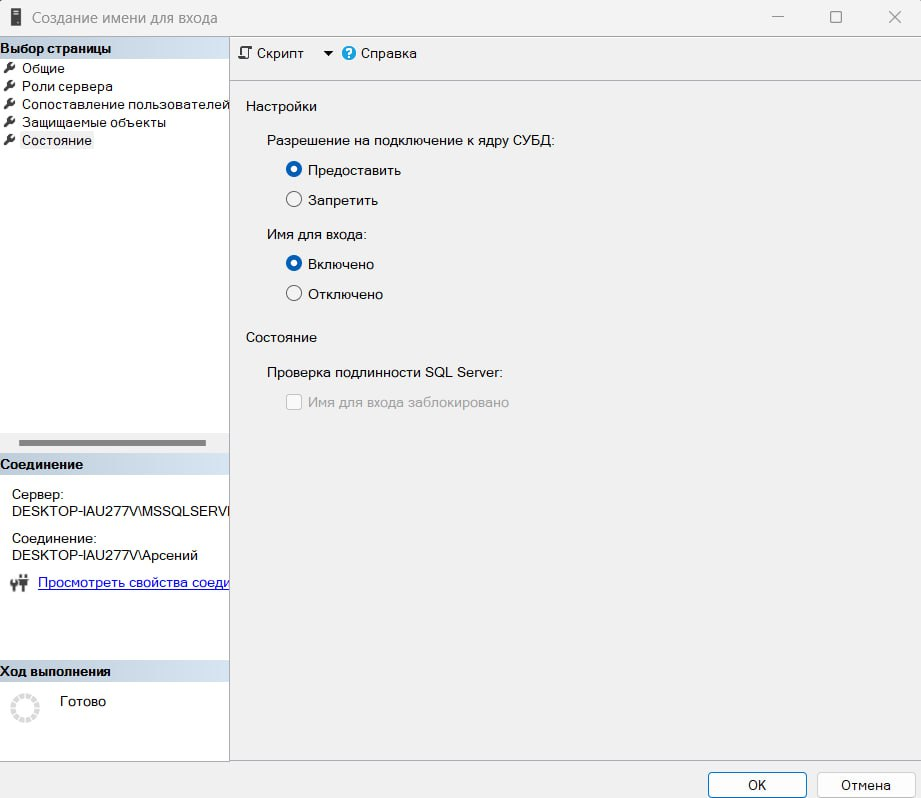 Создание имени для входа
Выбор страницы
Общие
Роли сервера
Сопоставление пользователей
Защищаемые объекты
Состояние
Скрипт
Справка
Настройки
Разрешение на подключение к ядру СУБД:
Предоставить
Запретить
Имя для входа:
Включено
Отключено
Состояние
Проверка подлинности SQL Server:
Имя для входа заблокировано
Соединение
Сервер:
DESKTOP-IAU277V\MSSQLSERV
Соединение:
DESKTOP-IAU277V\Арсений
Просмотреть свойства соеди
Ход выполнения
Готово
OK
Отмена